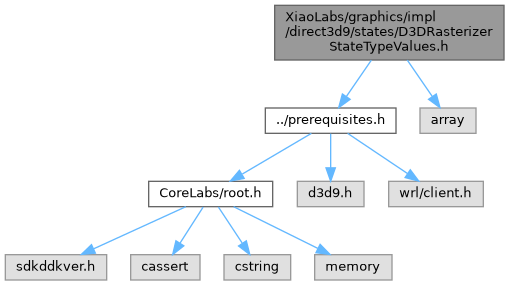 XiaoLabs/graphics/impl
/direct3d9/states/D3DRasterizer
StateTypeValues.h
../prerequisites.h
array
CoreLabs/root.h
d3d9.h
wrl/client.h
sdkddkver.h
cassert
cstring
memory